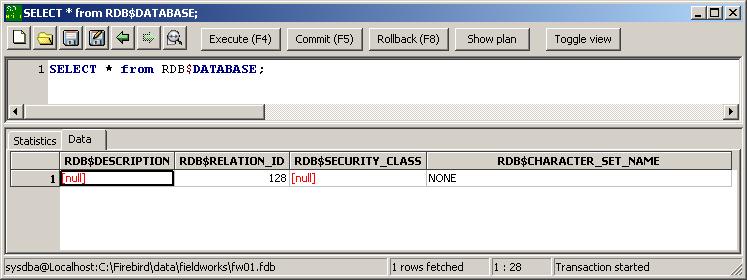 SELECT * from RDB$DATABASE;
Execute (F4) Commit (F5) Rollback (F8) Show plan Toggle view
1 SELECT * from RDB$DATABASE;
Statistics Data
RDB$DESCRIPTION RDB$RELATION_ID RDB$SECURITY_CLASS RDB$CHARACTER_SET_NAME
1 [null] 128 [null] NONE
sysdba@Localhost:C:\Firebird\data\fieldworks\fw01.fdb 1 rows fetched 1 : 28 Transaction started